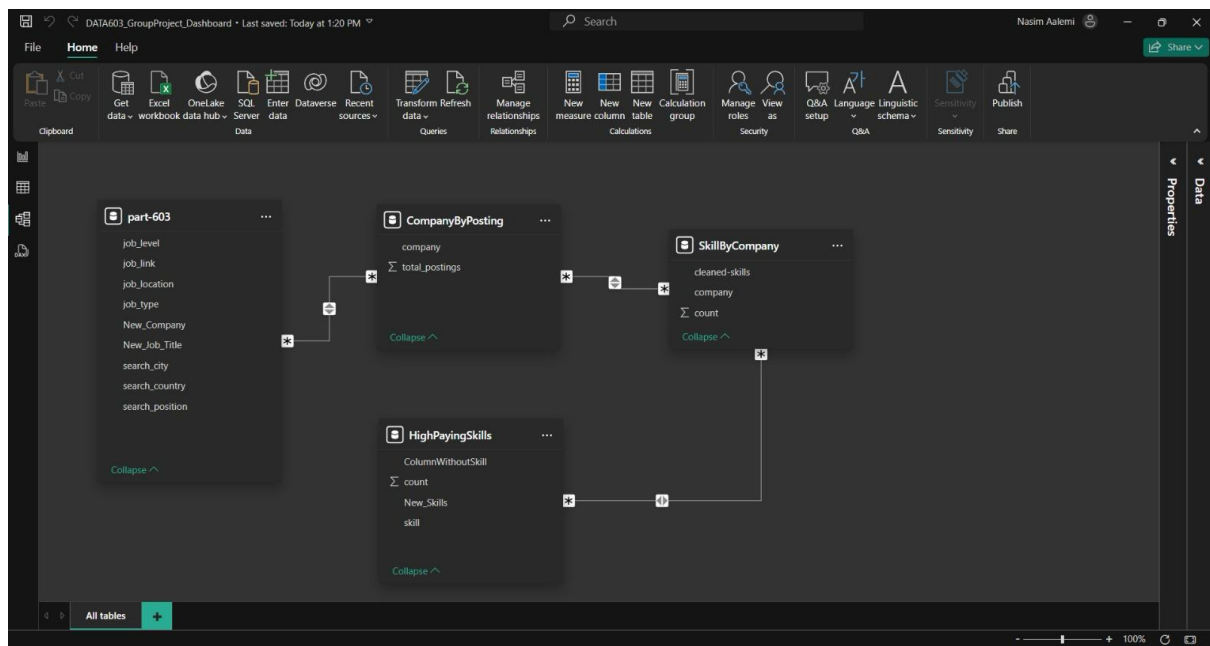 DATA603_GroupProject_Dashboard • Last saved: Today at 1:20 PM
Search
Nasim Aalemi
File Home Help
Share
Paste
Cut
Copy
Clipboard
Get data
Excel workbook
OneLake data hub
SQL Server
Enter data
Dataverse
Recent sources
Data
Transform data
Refresh
Queries
Manage relationships
Relationships
New measure
New column
New table
Calculation group
Calculations
Manage roles
View as
Security
Q&A setup
Language
Linguistic schema
Q&A
Sensitivity
Sensitivity
Publish
Share
part-603
job_level
job_link
job_location
job_type
New_Company
New_Job_Title
search_city
search_country
search_position
Collapse
CompanyByPosting
company
∑ total_postings
Collapse
SkillByCompany
cleaned-skills
company
∑ count
Collapse
HighPayingSkills
ColumnWithoutSkill
∑ count
New_Skills
skill
Collapse
Properties
Data
All tables
100%